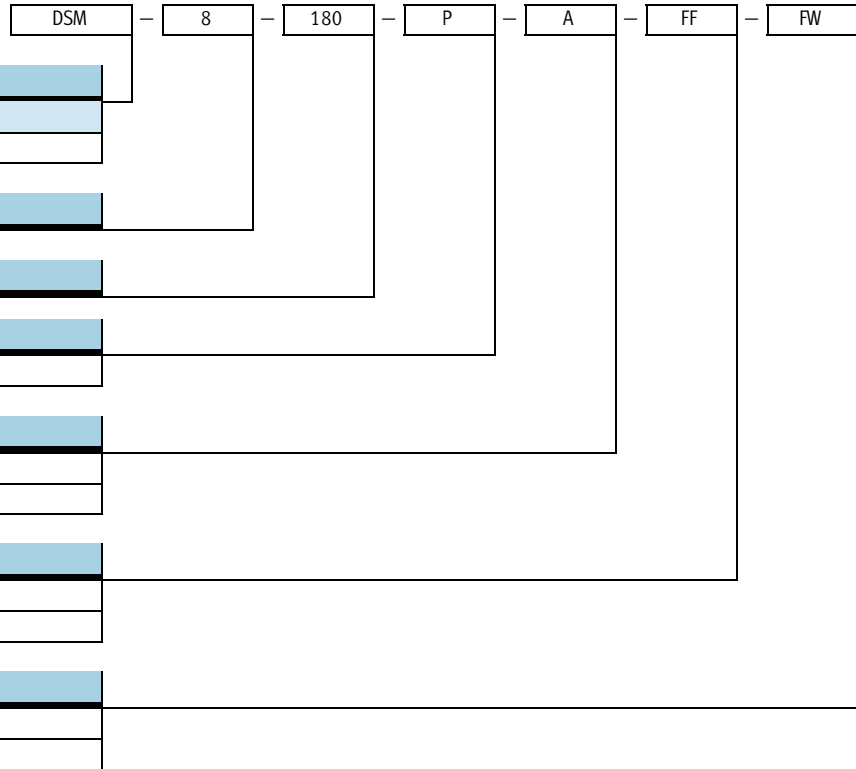 DSM – 8 – 180 – P – A – FF – FW